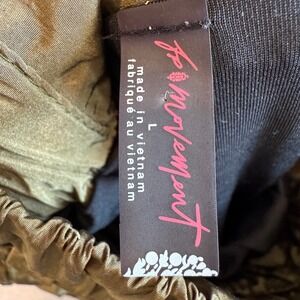 fp movement
L
made in vietnam
fabriqué au vietnam